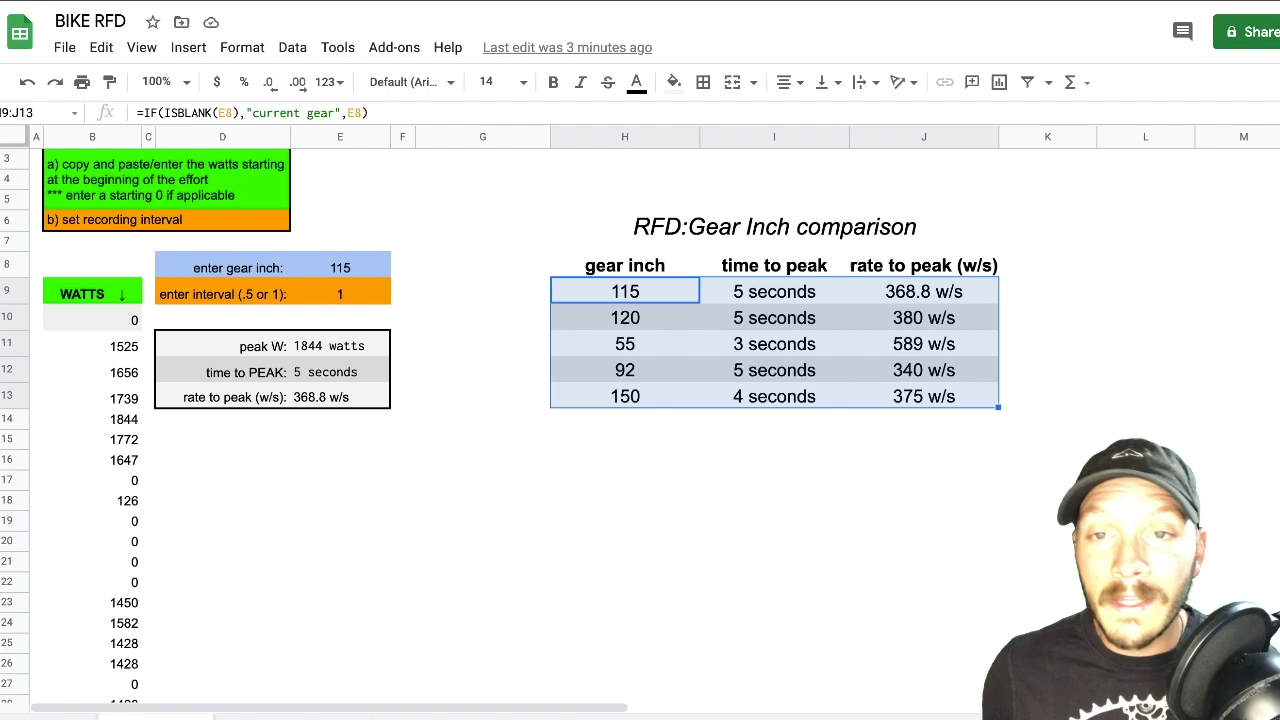 BIKE RFD
File Edit View Insert Format Data Tools Add-ons Help Last edit was 3 minutes ago
Share
100% $ % .0 .00 123 Default (Ari... 14 B I S A
H9:J13 fx =IF(ISBLANK(E8),"current gear",E8)
A B C D E F G H I J K L M
3 a) copy and paste/enter the watts starting
4 at the beginning of the effort
5 *** enter a starting 0 if applicable
6 b) set recording interval RFD:Gear Inch comparison
7
8 enter gear inch: 115 gear inch time to peak rate to peak (w/s)
9 WATTS ↓ enter interval (.5 or 1): 1 115 5 seconds 368.8 w/s
10 0 120 5 seconds 380 w/s
11 1525 peak W: 1844 watts 55 3 seconds 589 w/s
12 1656 time to PEAK: 5 seconds 92 5 seconds 340 w/s
13 1739 rate to peak (w/s): 368.8 w/s 150 4 seconds 375 w/s
14 1844
15 1772
16 1647
17 0
18 126
19 0
20 0
21 0
22 0
23 1450
24 1582
25 1428
26 1428
27 0